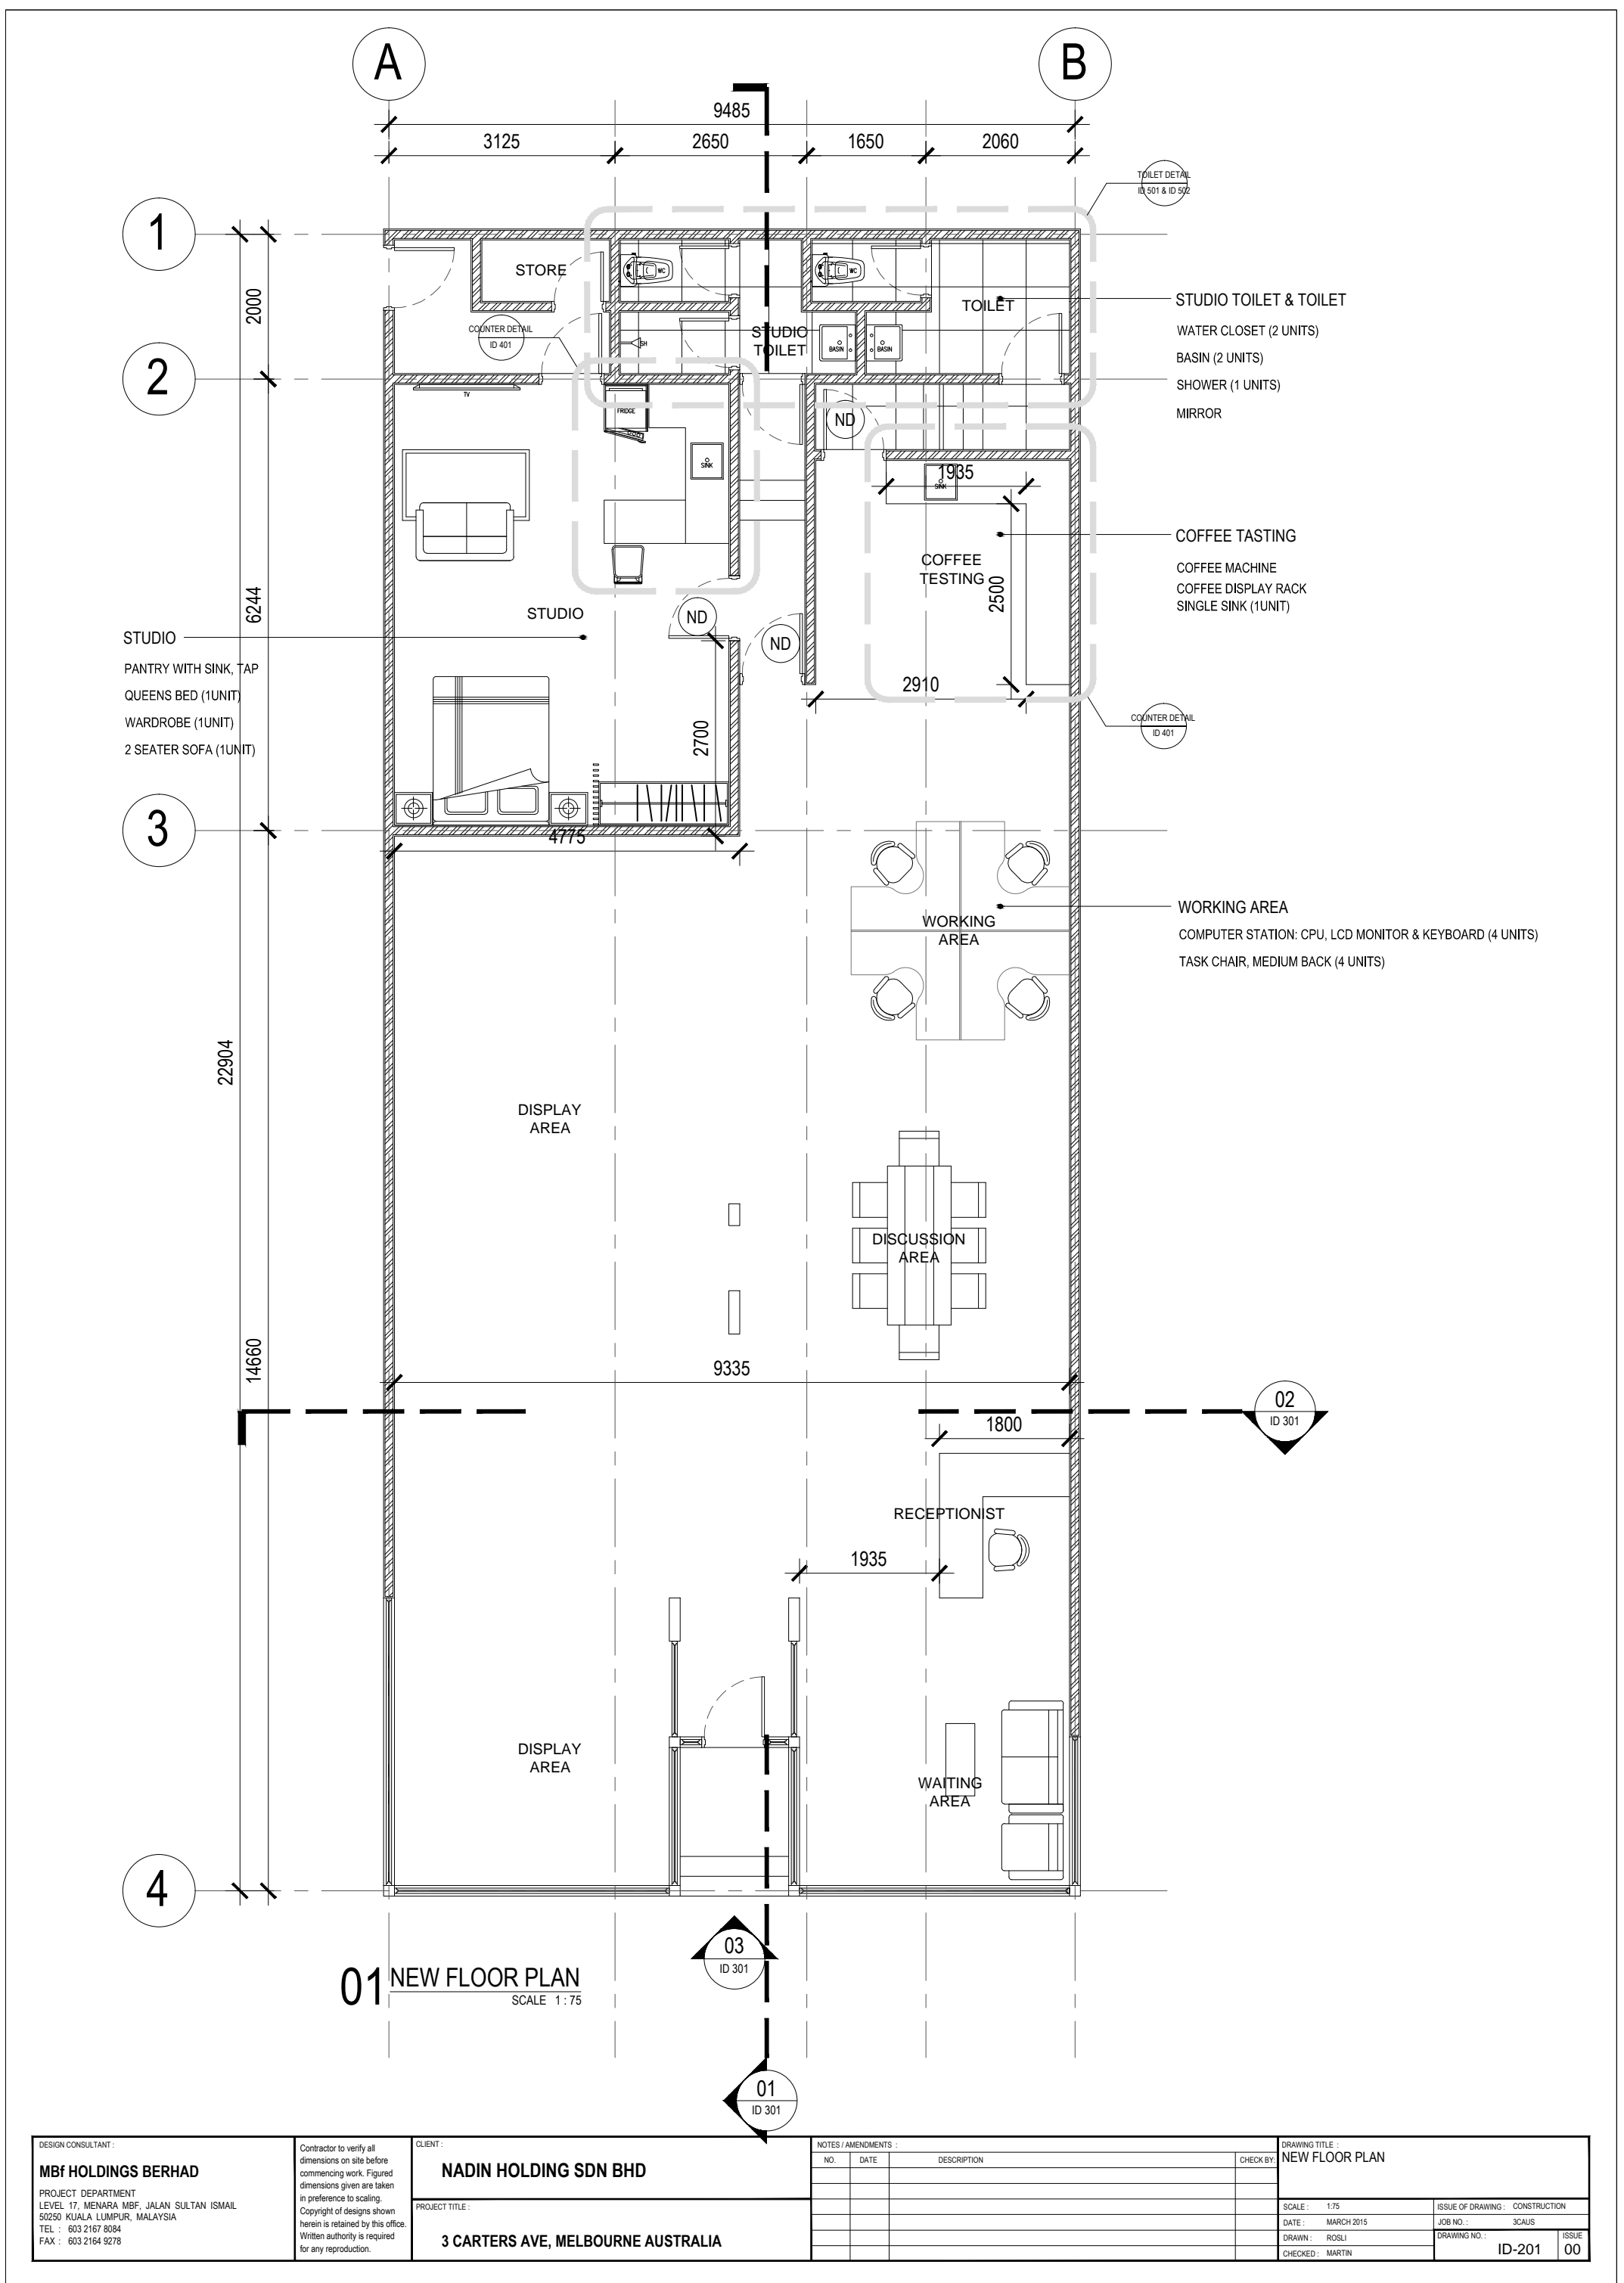 A
B
9485
3125
2650
1650
2060
TOILET DETAIL
ID 501 & ID 502
1
2000
STORE
WC
WC
TOILET
STUDIO TOILET & TOILET
WATER CLOSET (2 UNITS)
BASIN (2 UNITS)
SHOWER (1 UNITS)
MIRROR
COUNTER DETAIL
ID 401
SH
STUDIO
TOILET
BASIN
BASIN
2
TV
FRIDGE
ND
SINK
1935
SINK
COFFEE TASTING
COFFEE MACHINE
COFFEE DISPLAY RACK
SINGLE SINK (1UNIT)
COFFEE
TESTING
2500
6244
STUDIO
ND
ND
STUDIO
PANTRY WITH SINK, TAP
QUEENS BED (1UNIT)
WARDROBE (1UNIT)
2 SEATER SOFA (1UNIT)
2910
COUNTER DETAIL
ID 401
2700
3
4775
WORKING
AREA
WORKING AREA
COMPUTER STATION: CPU, LCD MONITOR & KEYBOARD (4 UNITS)
TASK CHAIR, MEDIUM BACK (4 UNITS)
22904
DISPLAY
AREA
DISCUSSION
AREA
14660
9335
02
ID 301
1800
RECEPTIONIST
1935
DISPLAY
AREA
WAITING
AREA
4
03
ID 301
01 NEW FLOOR PLAN
SCALE 1 : 75
01
ID 301
DESIGN CONSULTANT :
MBf HOLDINGS BERHAD
PROJECT DEPARTMENT
LEVEL 17, MENARA MBF, JALAN SULTAN ISMAIL
50250 KUALA LUMPUR, MALAYSIA
TEL : 603 2167 8084
FAX : 603 2164 9278
Contractor to verify all
dimensions on site before
commencing work. Figured
dimensions given are taken
in preference to scaling.
Copyright of designs shown
herein is retained by this office.
Written authority is required
for any reproduction.
CLIENT :
NADIN HOLDING SDN BHD
PROJECT TITLE :
3 CARTERS AVE, MELBOURNE AUSTRALIA
NOTES / AMENDMENTS :
NO. DATE DESCRIPTION CHECK BY:
DRAWING TITLE :
NEW FLOOR PLAN
SCALE : 1:75
ISSUE OF DRAWING : CONSTRUCTION
DATE : MARCH 2015
JOB NO. : 3CAUS
DRAWN : ROSLI
CHECKED : MARTIN
DRAWING NO. :
ID-201
ISSUE
00